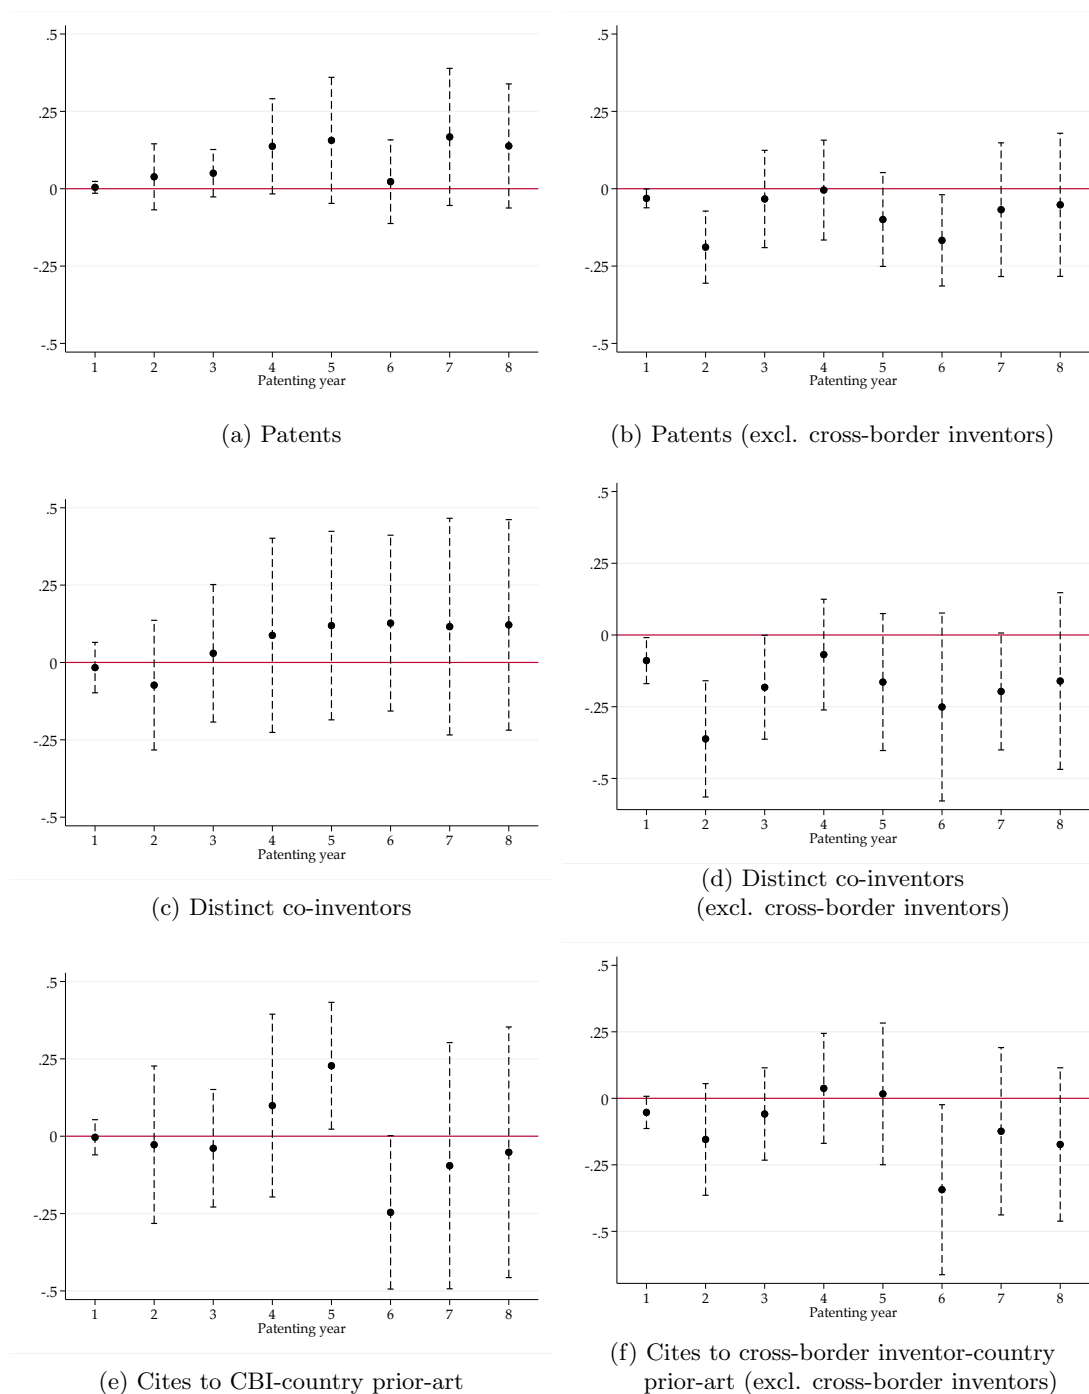 .5
.25
0
-.25
-.5
1 2 3 4 5 6 7 8
Patenting year
(a) Patents
.5
.25
0
-.25
-.5
1 2 3 4 5 6 7 8
Patenting year
(b) Patents (excl. cross-border inventors)
.5
.25
0
-.25
-.5
1 2 3 4 5 6 7 8
Patenting year
(c) Distinct co-inventors
.5
.25
0
-.25
-.5
1 2 3 4 5 6 7 8
Patenting year
(d) Distinct co-inventors
(excl. cross-border inventors)
.5
.25
0
-.25
-.5
1 2 3 4 5 6 7 8
Patenting year
(e) Cites to CBI-country prior-art
.5
.25
0
-.25
-.5
1 2 3 4 5 6 7 8
Patenting year
(f) Cites to cross-border inventor-country
prior-art (excl. cross-border inventors)